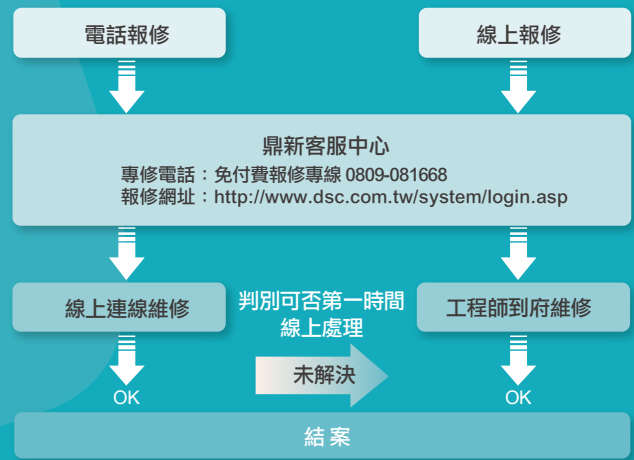 電話報修
線上報修
鼎新客服中心
專修電話：免付費報修專線 0809-081668
報修網址：http://www.dsc.com.tw/system/login.asp
線上連線維修
判別可否第一時間
線上處理
工程師到府維修
未解決
OK
OK
結案